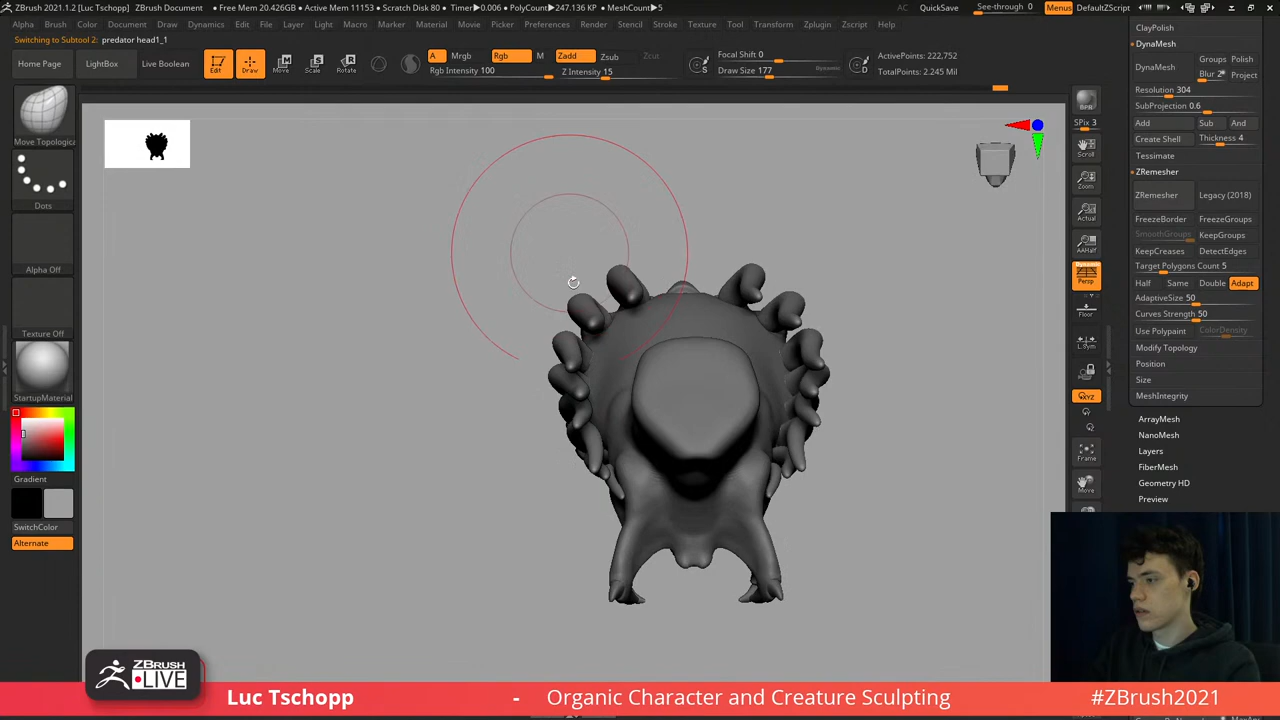 ZBrush 2021.1.2 [Luc Tschopp] ZBrush Document • Free Mem 20.426GB • Active Mem 11153 • Scratch Disk 80 • Timer▶0.006 • PolyCount▶247.136 KP • MeshCount▶5 AC QuickSave See-through 0 Menus DefaultZScript
Alpha Brush Color Document Draw Dynamics Edit File Layer Light Macro Marker Material Movie Picker Preferences Render Stencil Stroke Texture Tool Transform Zplugin Zscript Help
Switching to Subtool 2: predator head1_1
Home Page LightBox Live Boolean Edit Draw Move Scale Rotate
A Mrgb Rgb M Zadd Zsub Zcut
Rgb Intensity 100 Z Intensity 15
S Focal Shift 0
Draw Size 177 Dynamic
D ActivePoints: 222,752
TotalPoints: 2.245 Mil
Move Topologica
Dots
Alpha Off
Texture Off
StartupMaterial
Gradient
SwitchColor
Alternate
BPR
SPix 3
Scroll
Zoom
Actual
AAHalf
Dynamic
Persp
Floor
L.Sym
XYZ
Frame
Move
ClayPolish
DynaMesh
DynaMesh Groups Polish
Blur 2 Project
Resolution 304
SubProjection 0.6
Add Sub And
Create Shell Thickness 4
Tessimate
ZRemesher
ZRemesher Legacy (2018)
FreezeBorder FreezeGroups
SmoothGroups KeepGroups
KeepCreases DetectEdges
Target Polygons Count 5
Half Same Double Adapt
AdaptiveSize 50
Curves Strength 50
Use Polypaint ColorDensity
Modify Topology
Position
Size
MeshIntegrity
ArrayMesh
NanoMesh
Layers
FiberMesh
Geometry HD
Preview
ZBRUSH
LIVE
Luc Tschopp - Organic Character and Creature Sculpting #ZBrush2021